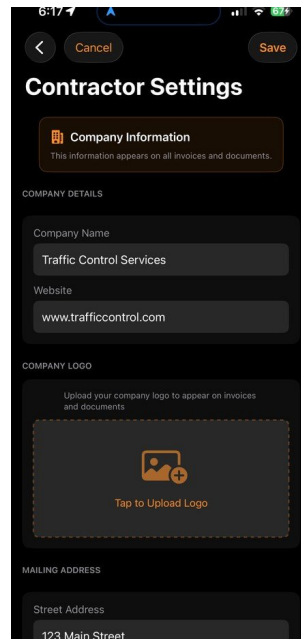 6:17
67
Cancel
Save
Contractor Settings
Company Information
This information appears on all invoices and documents.
COMPANY DETAILS
Company Name
Traffic Control Services
Website
www.trafficcontrol.com
COMPANY LOGO
Upload your company logo to appear on invoices
and documents
Tap to Upload Logo
MAILING ADDRESS
Street Address
123 Main Street